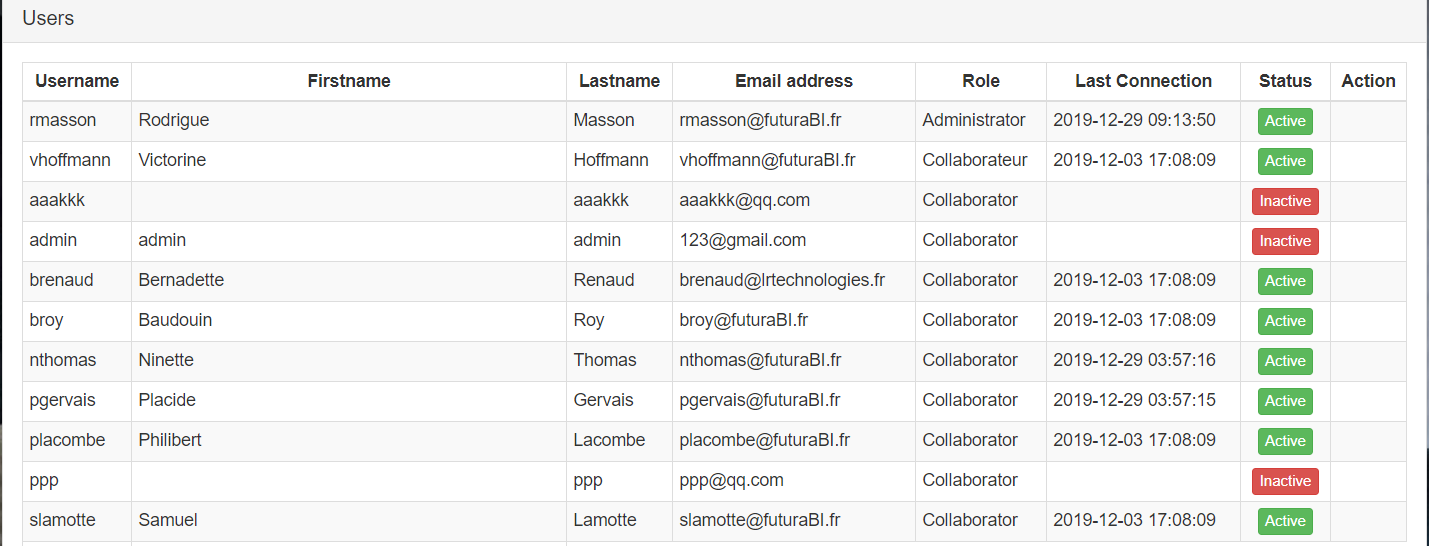 Users
Username Firstname Lastname Email address Role Last Connection Status Action
rmasson Rodrigue Masson rmasson@futuraBI.fr Administrator 2019-12-29 09:13:50 Active
vhoffmann Victorine Hoffmann vhoffmann@futuraBI.fr Collaborateur 2019-12-03 17:08:09 Active
aaakkk aaakkk aaakkk@qq.com Collaborator Inactive
admin admin admin 123@gmail.com Collaborator Inactive
brenaud Bernadette Renaud brenaud@lrtechnologies.fr Collaborator 2019-12-03 17:08:09 Active
broy Baudouin Roy broy@futuraBI.fr Collaborator 2019-12-03 17:08:09 Active
nthomas Ninette Thomas nthomas@futuraBI.fr Collaborator 2019-12-29 03:57:16 Active
pgervais Placide Gervais pgervais@futuraBI.fr Collaborator 2019-12-29 03:57:15 Active
placombe Philibert Lacombe placombe@futuraBI.fr Collaborator 2019-12-03 17:08:09 Active
ppp ppp ppp@qq.com Collaborator Inactive
slamotte Samuel Lamotte slamotte@futuraBI.fr Collaborator 2019-12-03 17:08:09 Active